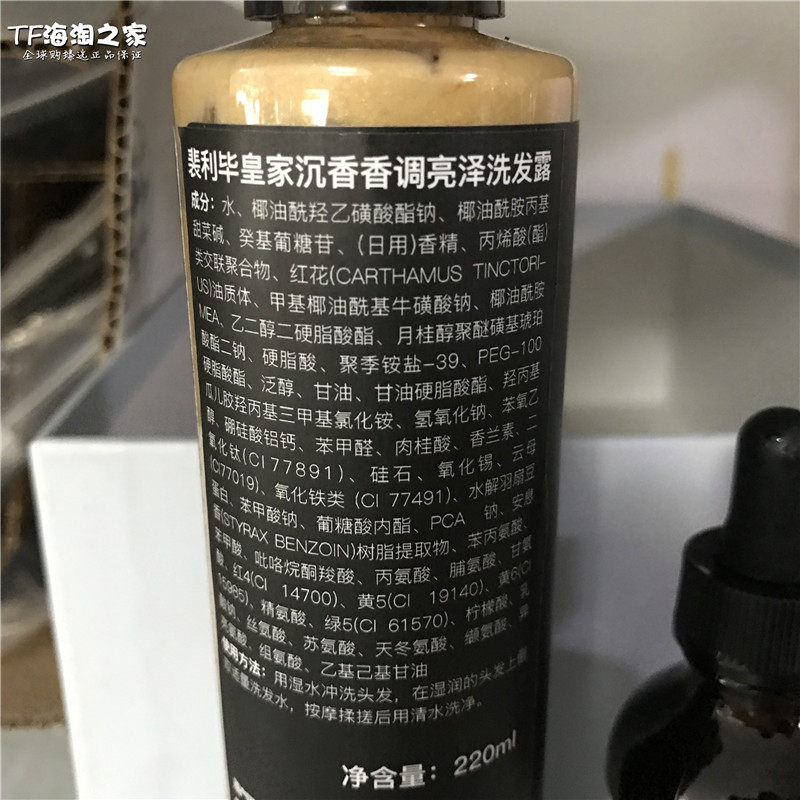 TF海淘之家
全球购臻选正品保证
裴利毕皇家沉香香调亮泽洗发露
成分：水、椰油酰羟乙磺酸酯钠、椰油酰胺丙基
甜菜碱、癸基葡糖苷、(日用)香精、丙烯酸(酯)
类交联聚合物、红花(CARTHAMUS TINCTORI-
US)油质体、甲基椰油酰基牛磺酸钠、椰油酰胺
MEA、乙二醇二硬脂酸酯、月桂醇聚醚磺基琥珀
酸酯二钠、硬脂酸、聚季铵盐-39、PEG-100
硬脂酸酯、泛醇、甘油、甘油硬脂酸酯、羟丙基
瓜儿胶羟丙基三甲基氯化铵、氢氧化钠、苯氧乙
醇、硼硅酸铝钙、苯甲醛、肉桂酸、香兰素、二
氧化钛(CI 77891)、硅石、氧化锡、云母
(CI77019)、氧化铁类 (CI 77491)、水解羽扇豆
蛋白、苯甲酸钠、葡糖酸内酯、PCA 钠、安息
香(STYRAX BENZOIN)树脂提取物、苯丙氨酸、
苯甲酸、吡咯烷酮羧酸、丙氨酸、脯氨酸、甘氨
酸、红4(CI 14700)、黄5(CI 19140)、黄6(CI
15985)、精氨酸、绿5(CI 61570)、柠檬酸、乳
酸钠、丝氨酸、苏氨酸、天冬氨酸、缬氨酸、异
亮氨酸、组氨酸、乙基己基甘油
使用方法：用湿水冲洗头发，在湿润的头发上
适量洗发水，按摩揉搓后用清水洗净。
净含量：220ml